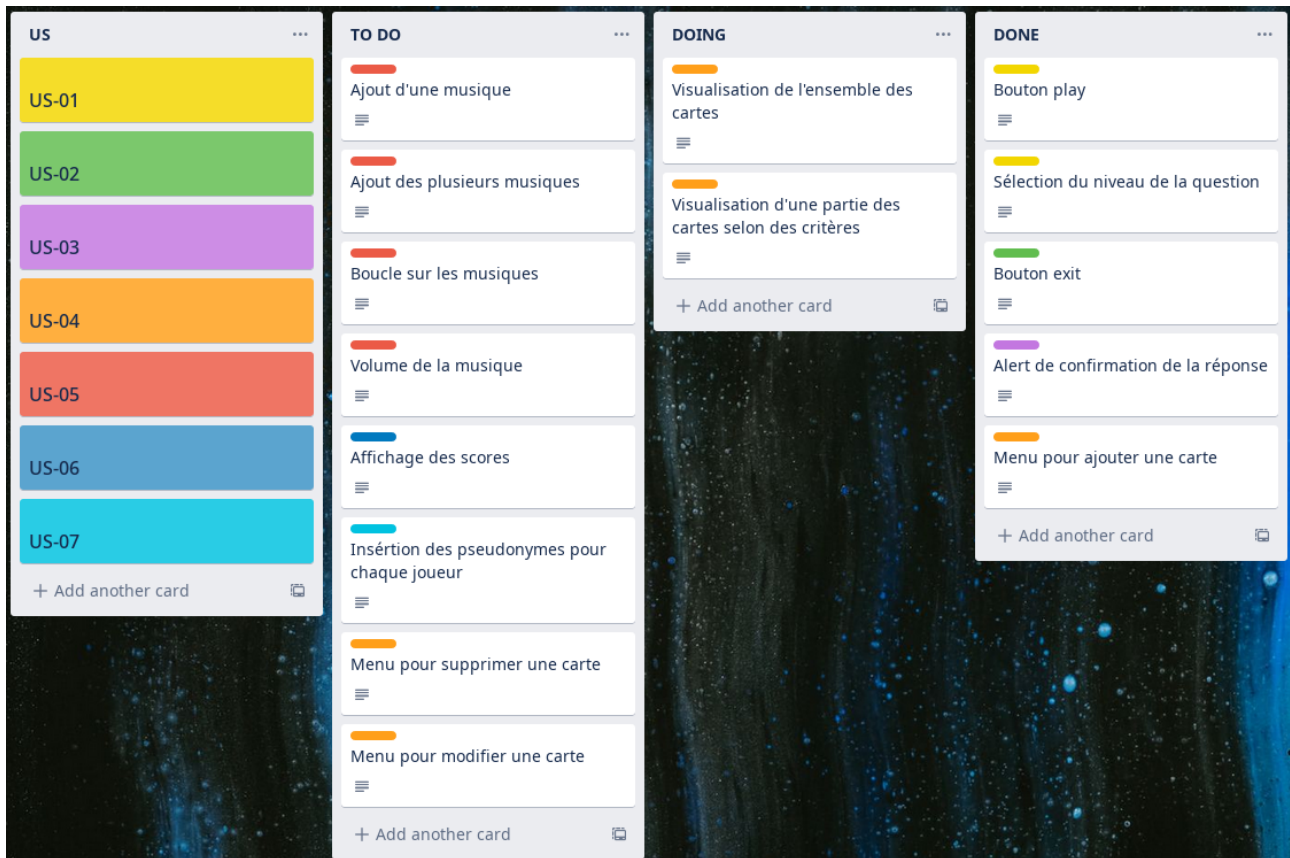 US
US-01
US-02
US-03
US-04
US-05
US-06
US-07
+ Add another card
TO DO
Ajout d'une musique
Ajout des plusieurs musiques
Boucle sur les musiques
Volume de la musique
Affichage des scores
Insértion des pseudonymes pour
chaque joueur
Menu pour supprimer une carte
Menu pour modifier une carte
+ Add another card
DOING
Visualisation de l'ensemble des
cartes
Visualisation d'une partie des
cartes selon des critères
+ Add another card
DONE
Bouton play
Sélection du niveau de la question
Bouton exit
Alert de confirmation de la réponse
Menu pour ajouter une carte
+ Add another card